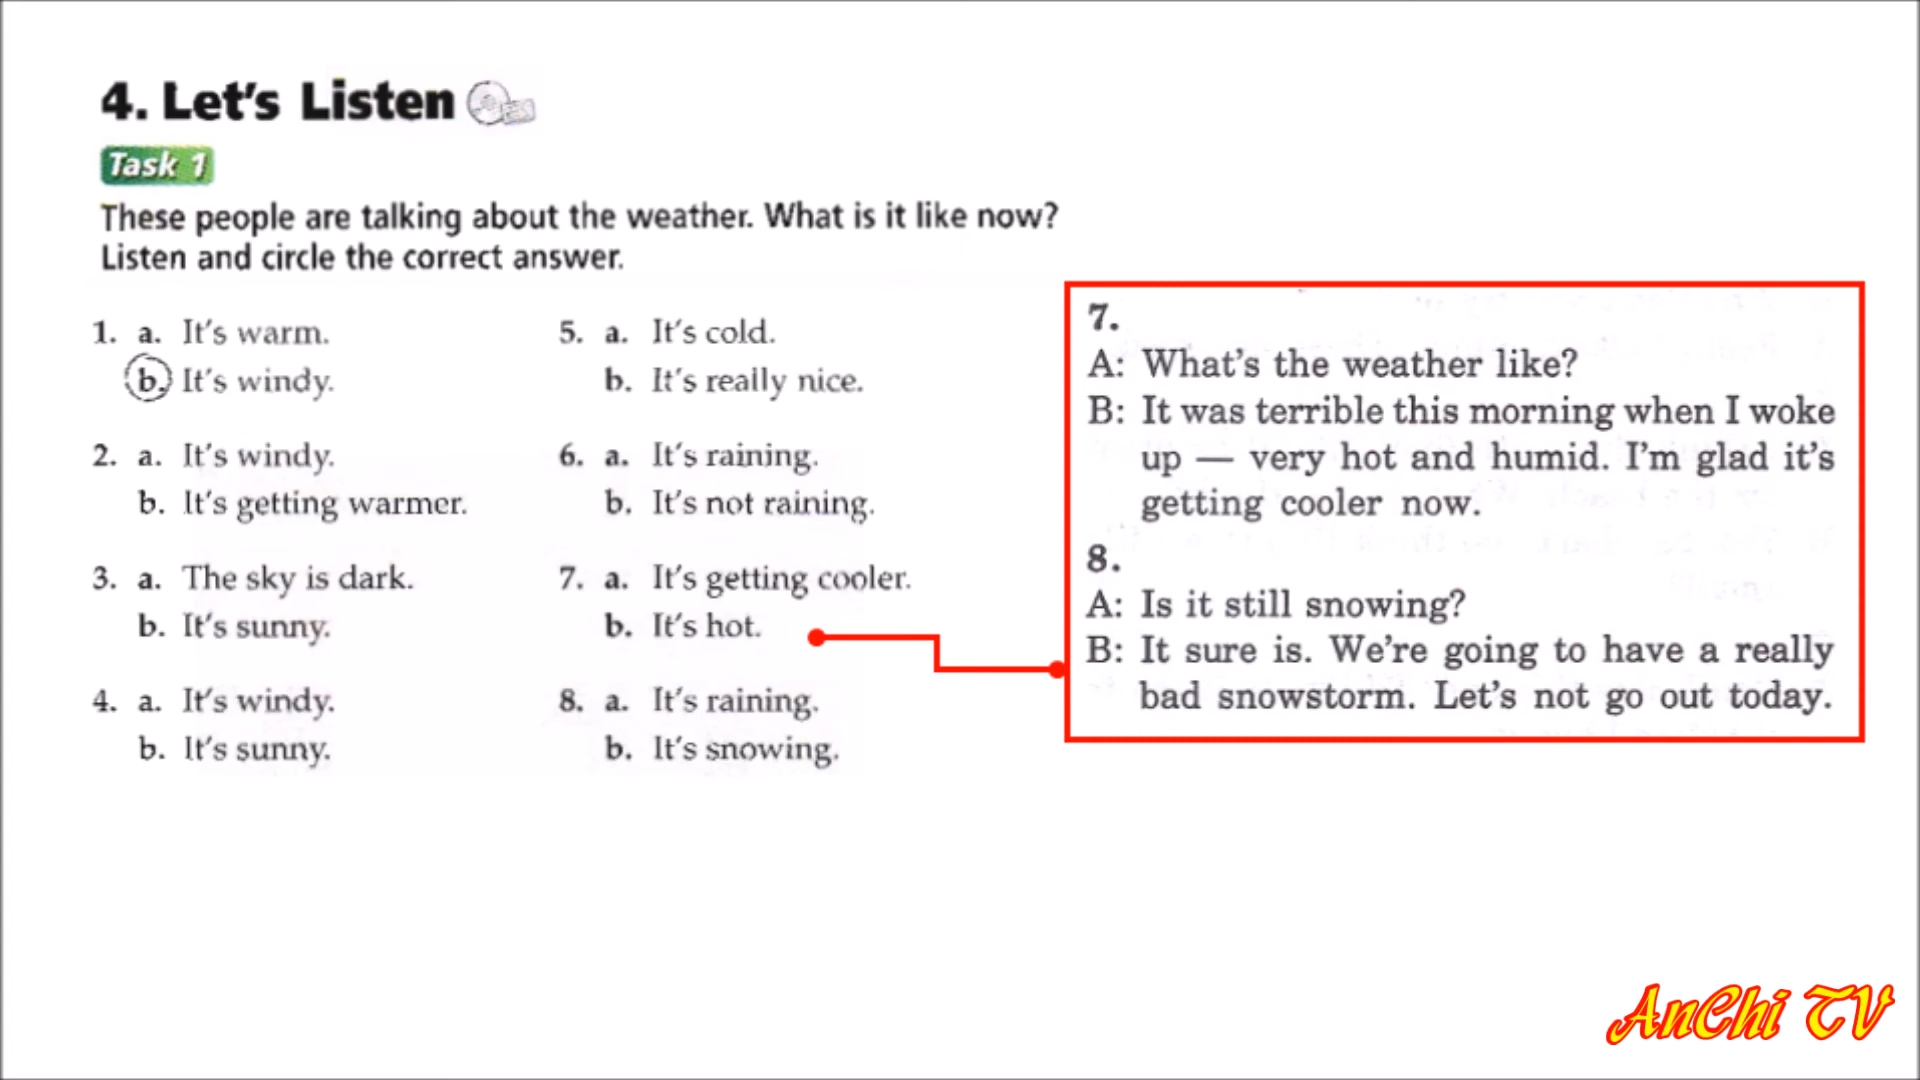 4. Let's Listen
Task 1
These people are talking about the weather. What is it like now?
Listen and circle the correct answer.
1. a. It's warm.
b. It's windy.
2. a. It's windy.
b. It's getting warmer.
3. a. The sky is dark.
b. It's sunny.
4. a. It's windy.
b. It's sunny.
5. a. It's cold.
b. It's really nice.
6. a. It's raining.
b. It's not raining.
7. a. It's getting cooler.
b. It's hot.
8. a. It's raining.
b. It's snowing.
7.
A: What's the weather like?
B: It was terrible this morning when I woke
up — very hot and humid. I'm glad it's
getting cooler now.
8.
A: Is it still snowing?
B: It sure is. We're going to have a really
bad snowstorm. Let's not go out today.
AnChi TV